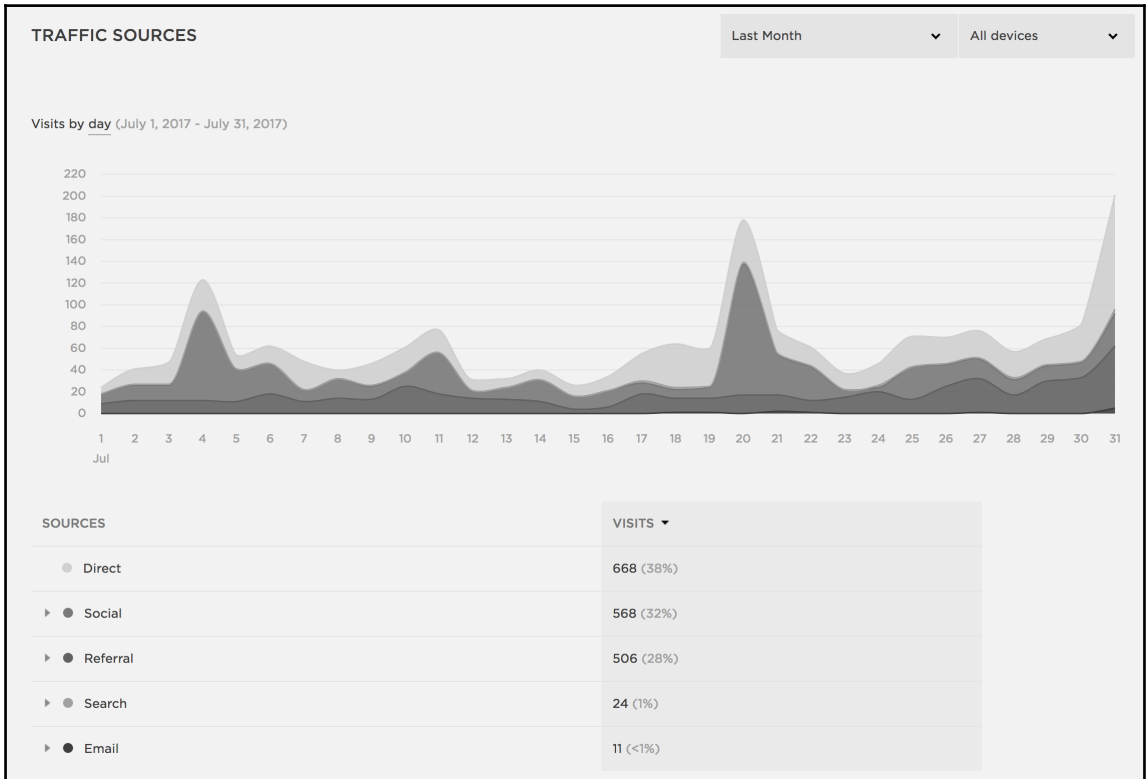 TRAFFIC SOURCES
Last Month
All devices
Visits by day (July 1, 2017 - July 31, 2017)
220
200
180
160
140
120
100
80
60
40
20
0
1 2 3 4 5 6 7 8 9 10 11 12 13 14 15 16 17 18 19 20 21 22 23 24 25 26 27 28 29 30 31
Jul
SOURCES VISITS
Direct 668 (38%)
Social 568 (32%)
Referral 506 (28%)
Search 24 (1%)
Email 11 (<1%)